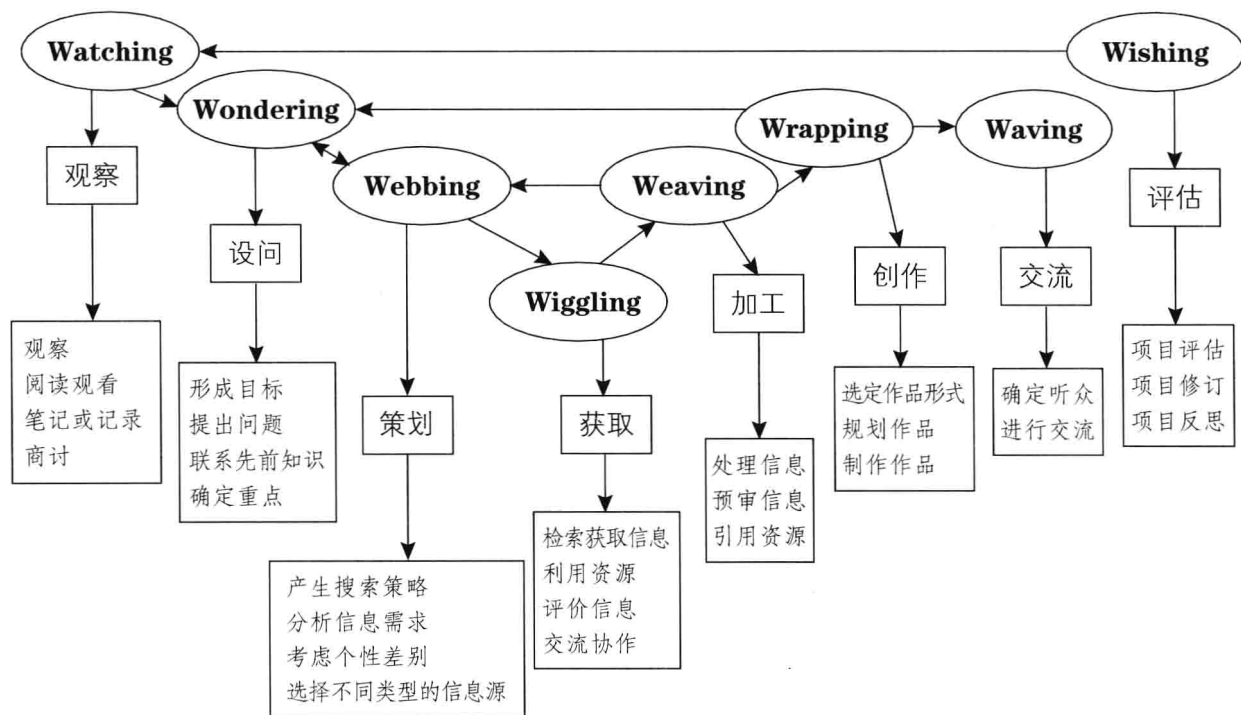 Watching
Wishing
Wondering
Wrapping
Waving
Webbing
Weaving
Wiggling
观察
设问
策划
获取
加工
创作
交流
评估
观察
阅读观看
笔记或记录
商讨
形成目标
提出问题
联系先前知识
确定重点
产生搜索策略
分析信息需求
考虑个性差别
选择不同类型的信息源
检索获取信息
利用资源
评价信息
交流协作
处理信息
预审信息
引用资源
选定作品形式
规划作品
制作作品
确定听众
进行交流
项目评估
项目修订
项目反思